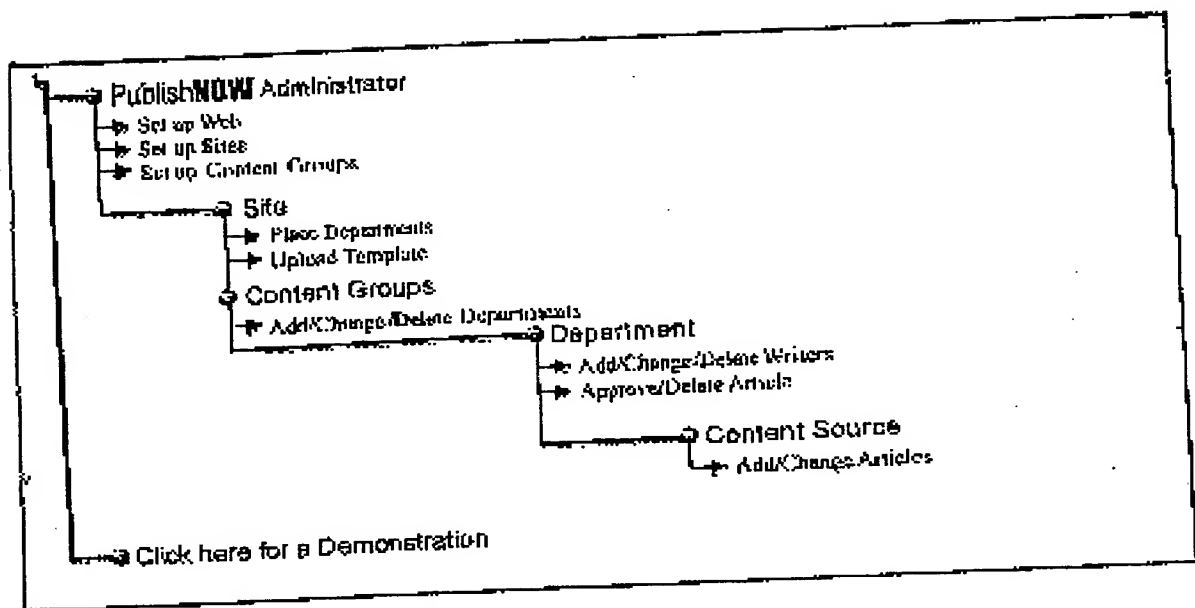 PublishNOW Administrator
Set up Web
Set up Sites
Set up Content Groups
Site
Place Departments
Upload Template
Content Groups
Add/Change/Delete Departments
Department
Add/Change/Delete Writers
Approve/Delete Article
Content Source
Add/Change Articles
Click here for a Demonstration